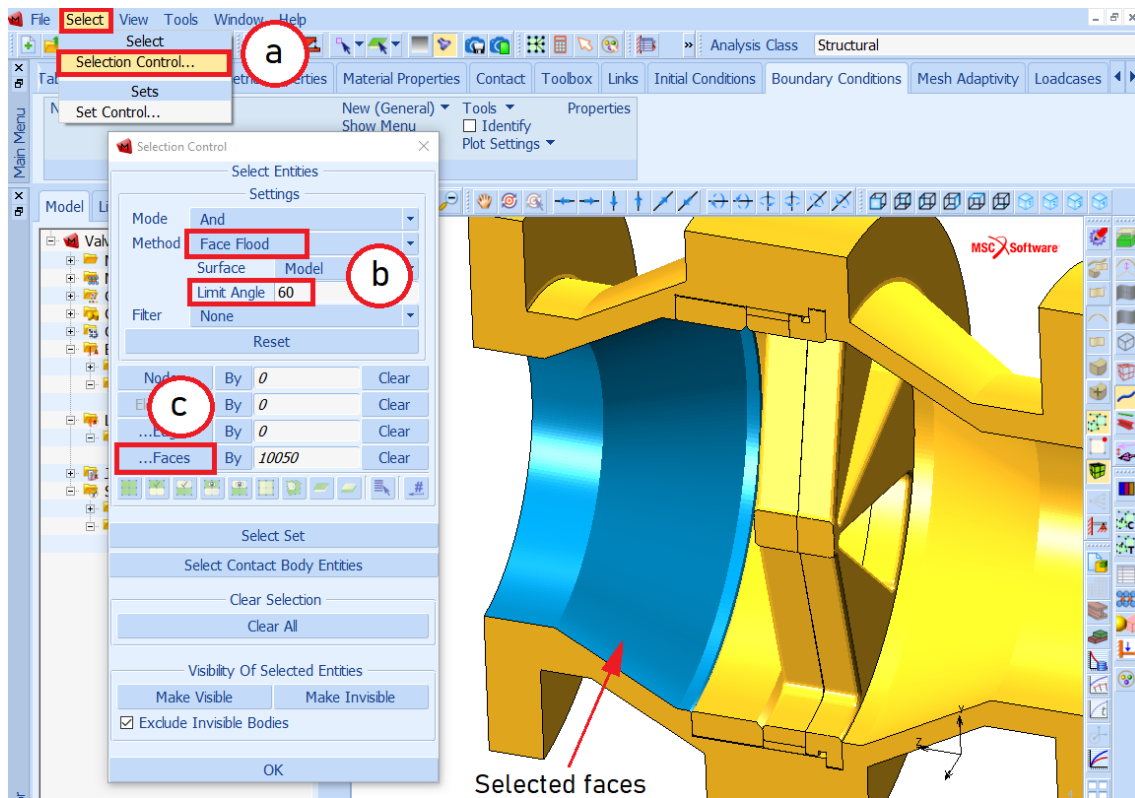 File Select View Tools Window Help
Select
Selection Control...
Sets
Set Control...
a
» Analysis Class Structural
Material Properties Contact Toolbox Links Initial Conditions Boundary Conditions Mesh Adaptivity Loadcases
Main Menu
New (General) Tools Properties
Show Menu Identify
Plot Settings
Model
Selection Control
Select Entities
Settings
Mode And
Method Face Flood
Surface Model
Limit Angle 60
b
Filter None
Reset
By 0 Clear
c
By 0 Clear
By 0 Clear
...Faces By 10050 Clear
Select Set
Select Contact Body Entities
Clear Selection
Clear All
Visibility Of Selected Entities
Make Visible Make Invisible
Exclude Invisible Bodies
OK
MSC Software
Y
Z
Selected faces